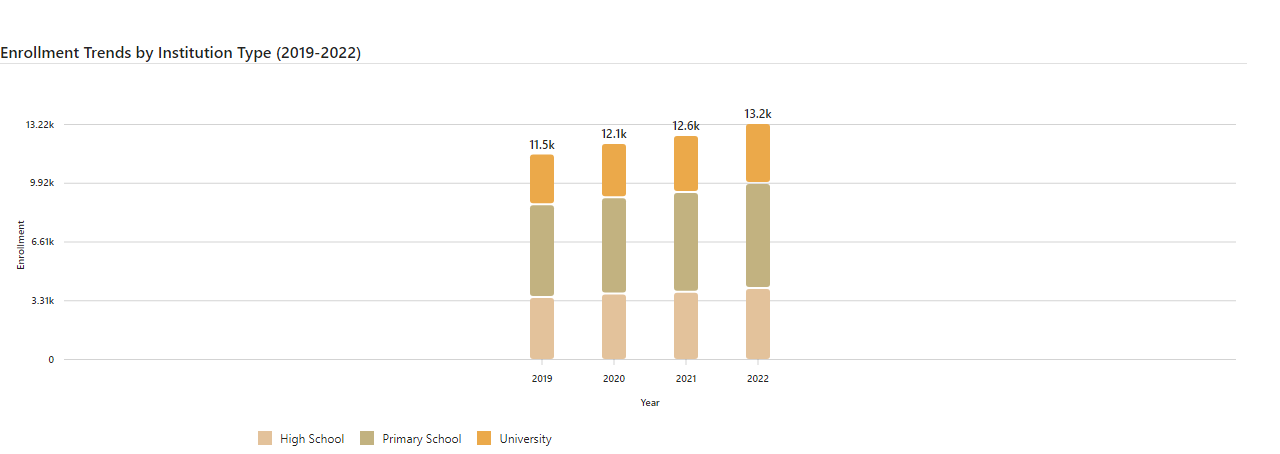 Enrollment Trends by Institution Type (2019-2022)
13.2k
12.6k
12.1k
11.5k
13.22k
9.92k
6.61k
3.31k
0
Enrollment
2019 2020 2021 2022
Year
High School Primary School University